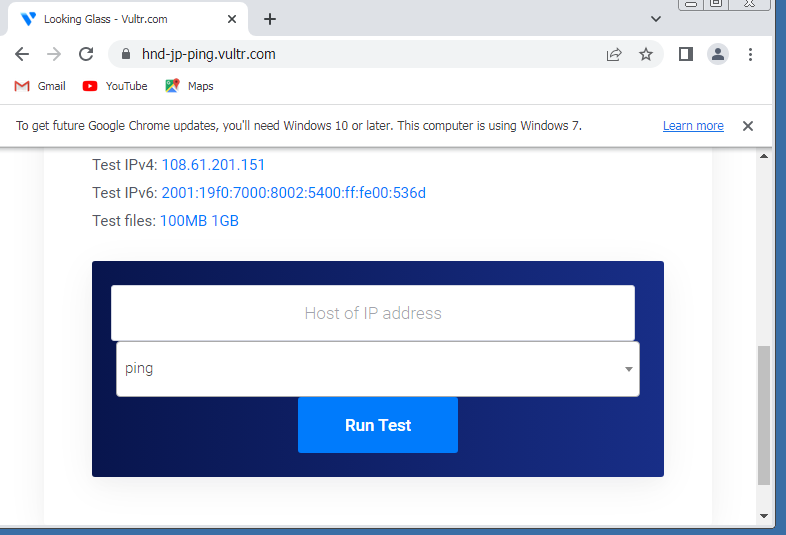 Looking Glass - Vultr.com
hnd-jp-ping.vultr.com
Gmail YouTube Maps
To get future Google Chrome updates, you'll need Windows 10 or later. This computer is using Windows 7. Learn more
Test IPv4: 108.61.201.151
Test IPv6: 2001:19f0:7000:8002:5400:ff:fe00:536d
Test files: 100MB 1GB
Host of IP address
ping
Run Test